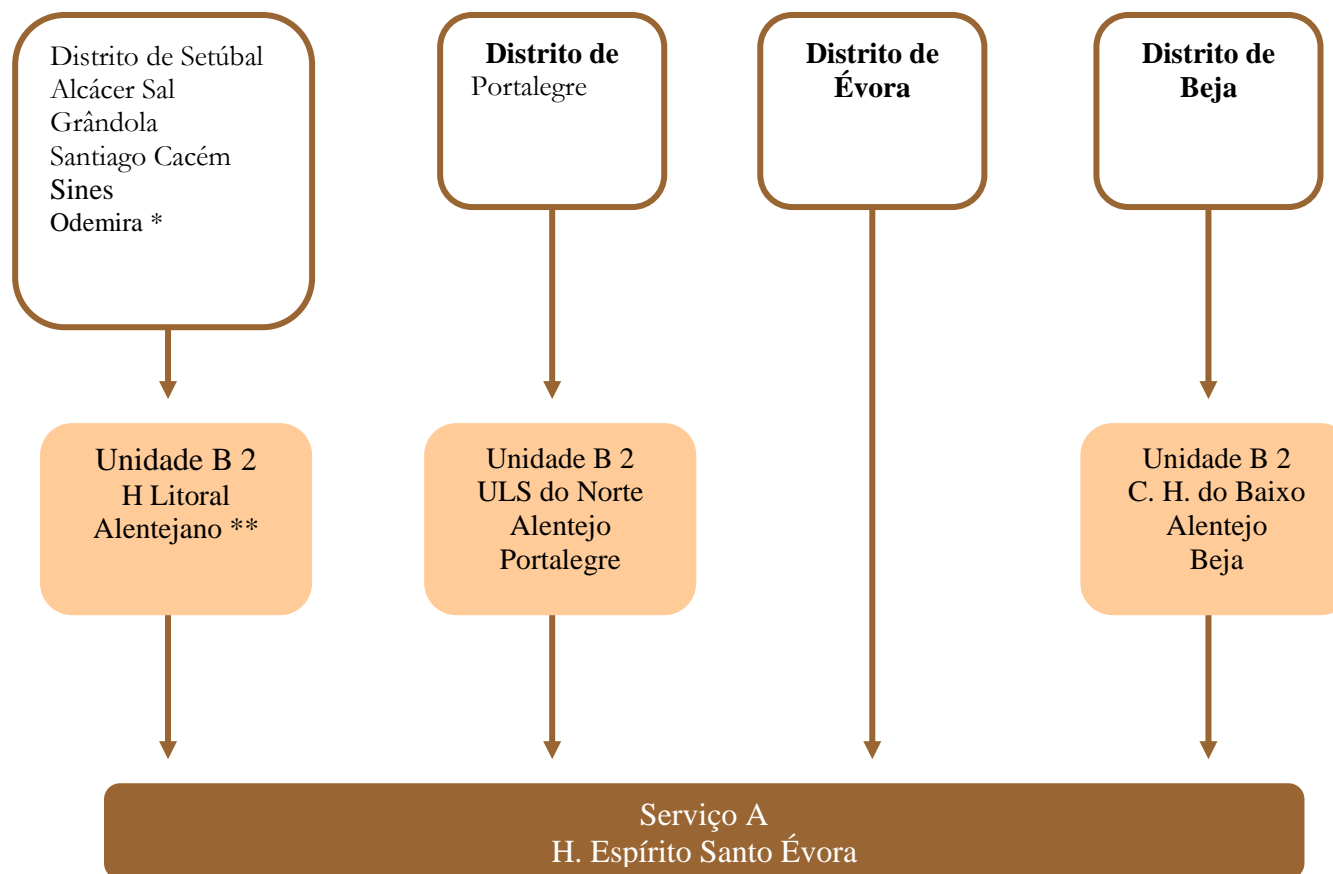 Distrito de Setúbal
Alcácer Sal
Grândola
Santiago Cacém
Sines
Odemira *
Distrito de
Portalegre
Distrito de
Évora
Distrito de
Beja
Unidade B 2
H Litoral
Alentejano **
Unidade B 2
ULS do Norte
Alentejo
Portalegre
Unidade B 2
C. H. do Baixo
Alentejo
Beja
Serviço A
H. Espírito Santo Évora